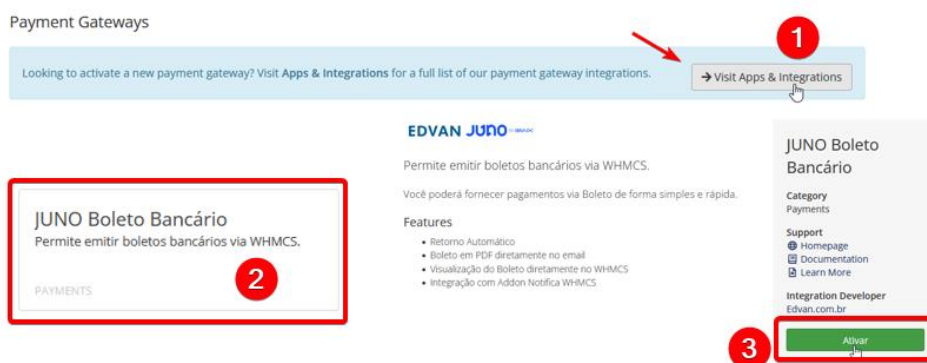 Payment Gateways
1
Looking to activate a new payment gateway? Visit Apps & Integrations for a full list of our payment gateway integrations.
→ Visit Apps & Integrations
JUNO Boleto Bancário
Permite emitir boletos bancários via WHMCS.
PAYMENTS
2
EDVAN JUNO
Permite emitir boletos bancários via WHMCS.
Você poderá fornecer pagamentos via Boleto de forma simples e rápida.
Features
• Retorno Automático
• Boleto em PDF diretamente no email
• Visualização do Boleto diretamente no WHMCS
• Integração com Addon Notifica WHMCS
JUNO Boleto
Bancário
Category
Payments
Support
Homepage
Documentation
Learn More
Integration Developer
Edvan.com.br
3
Ativar